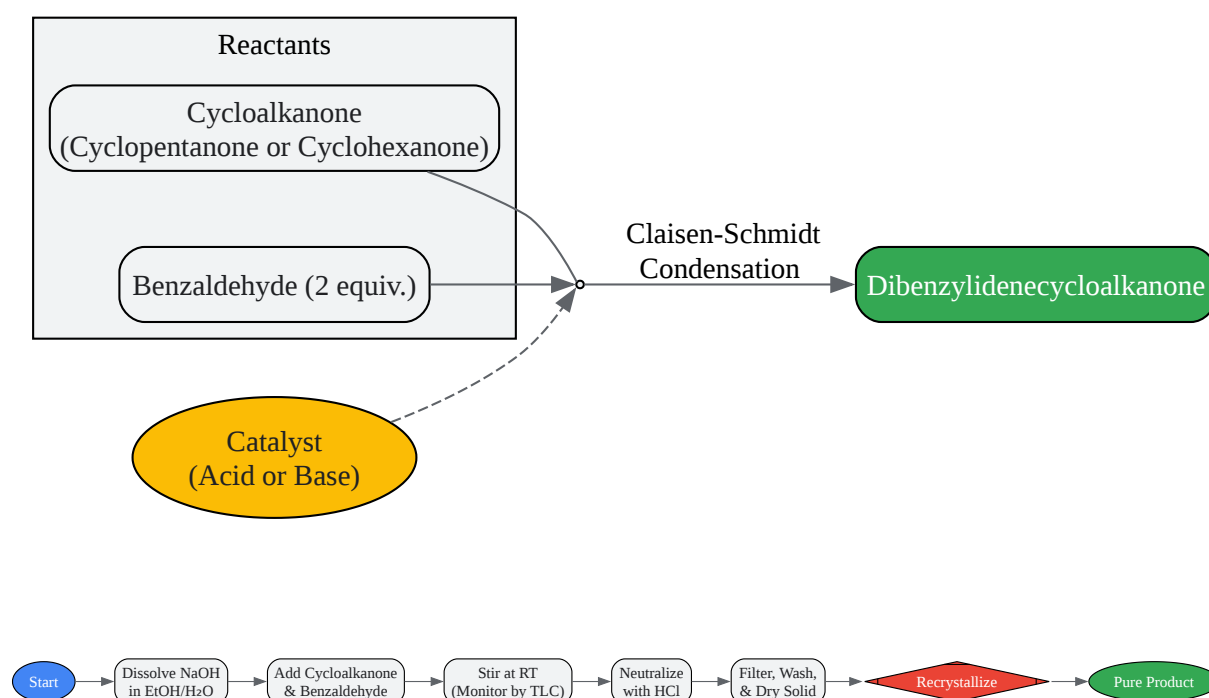 Reactants
Cycloalkanone
(Cyclopentanone or Cyclohexanone)
Benzaldehyde (2 equiv.)
Claisen-Schmidt
Condensation
Dibenzylidenecycloalkanone
Catalyst
(Acid or Base)
Start
Dissolve NaOH
in EtOH/H2O
Add Cycloalkanone
& Benzaldehyde
Stir at RT
(Monitor by TLC)
Neutralize
with HCl
Filter, Wash,
& Dry Solid
Recrystallize
Pure Product